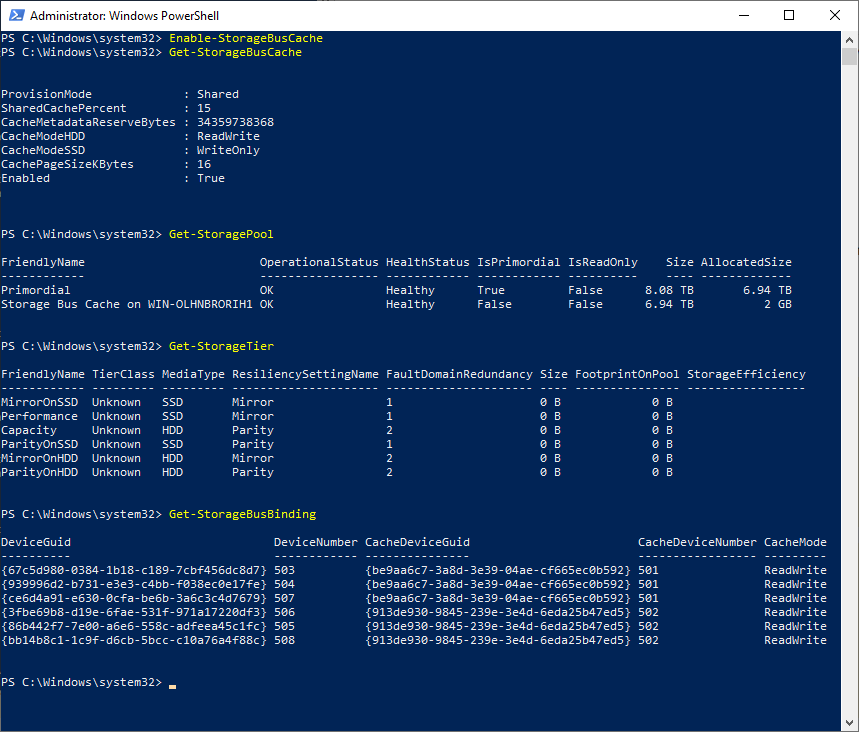 Administrator: Windows PowerShell
PS C:\Windows\system32> Enable-StorageBusCache
PS C:\Windows\system32> Get-StorageBusCache
ProvisionMode : Shared
SharedCachePercent : 15
CacheMetadataReserveBytes : 34359738368
CacheModeHDD : ReadWrite
CacheModeSSD : WriteOnly
CachePageSizeKBytes : 16
Enabled : True
PS C:\Windows\system32> Get-StoragePool
FriendlyName OperationalStatus HealthStatus IsPrimordial IsReadOnly Size AllocatedSize
------------ ----------------- ------------ ------------ ---------- ---- -------------
Primordial OK Healthy True False 8.08 TB 6.94 TB
Storage Bus Cache on WIN-OLHNBRORIH1 OK Healthy False False 6.94 TB 2 GB
PS C:\Windows\system32> Get-StorageTier
FriendlyName TierClass MediaType ResiliencySettingName FaultDomainRedundancy Size FootprintOnPool StorageEfficiency
------------ --------- --------- --------------------- --------------------- ---- --------------- -----------------
MirrorOnSSD Unknown SSD Mirror 1 0 B 0 B
Performance Unknown SSD Mirror 1 0 B 0 B
Capacity Unknown HDD Parity 2 0 B 0 B
ParityOnSSD Unknown SSD Parity 1 0 B 0 B
MirrorOnHDD Unknown HDD Mirror 2 0 B 0 B
ParityOnHDD Unknown HDD Parity 2 0 B 0 B
PS C:\Windows\system32> Get-StorageBusBinding
DeviceGuid DeviceNumber CacheDeviceGuid CacheDeviceNumber CacheMode
---------- ------------ --------------- ----------------- ---------
{67c5d980-0384-1b18-c189-7cbf456dc8d7} 503 {be9aa6c7-3a8d-3e39-04ae-cf665ec0b592} 501 ReadWrite
{939996d2-b731-e3e3-c4bb-f038ec0e17fe} 504 {be9aa6c7-3a8d-3e39-04ae-cf665ec0b592} 501 ReadWrite
{ce6d4a91-e630-0cfa-be6b-3a6c3c4d7679} 507 {be9aa6c7-3a8d-3e39-04ae-cf665ec0b592} 501 ReadWrite
{3fbe69b8-d19e-6fae-531f-971a17220df3} 506 {913de930-9845-239e-3e4d-6eda25b47ed5} 502 ReadWrite
{86b442f7-7e00-a6e6-558c-adfeea45c1fc} 505 {913de930-9845-239e-3e4d-6eda25b47ed5} 502 ReadWrite
{bb14b8c1-1c9f-d6cb-5bcc-c10a76a4f88c} 508 {913de930-9845-239e-3e4d-6eda25b47ed5} 502 ReadWrite
PS C:\Windows\system32>